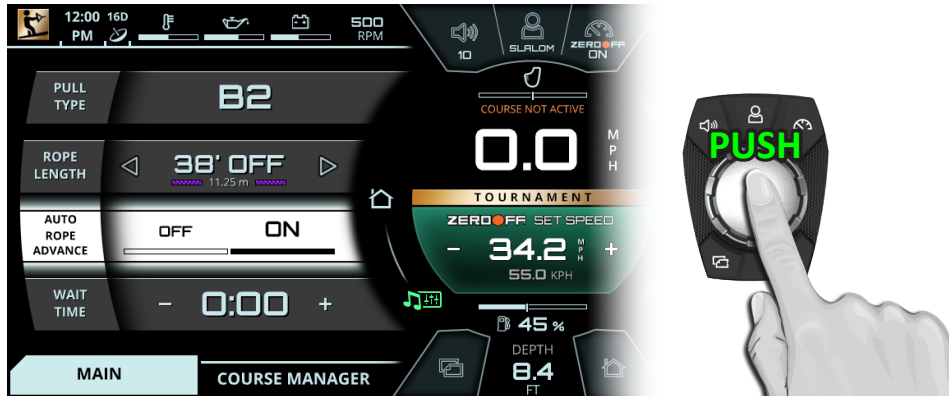 12:00 16D
PM
500
RPM
10
SLALOM
ZEROOFF
ON
PULL
TYPE
B2
COURSE NOT ACTIVE
0.0
M
P
H
ROPE
LENGTH
38' OFF
11.25 m
TOURNAMENT
AUTO
ROPE
ADVANCE
OFF
ON
ZEROOFF SET SPEED
- 34.2 +
M
P
H
55.0 KPH
WAIT
TIME
- 0:00 +
45 %
DEPTH
8.4
FT
MAIN
COURSE MANAGER
PUSH